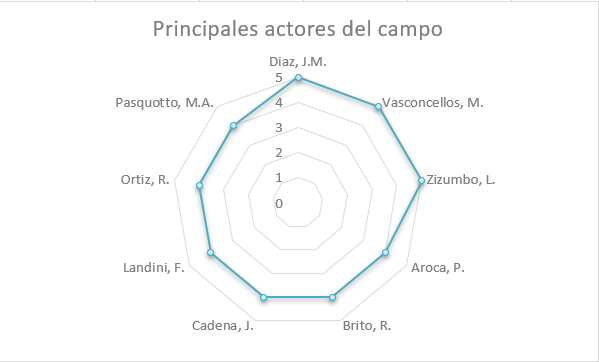 Principales actores del campo
Diaz, J.M.
5
Pasquotto, M.A.
Vasconcellos, M.
4
3
2
Ortiz, R.
Zizumbo, L.
1
0
Landini, F.
Aroca, P.
Cadena, J.
Brito, R.